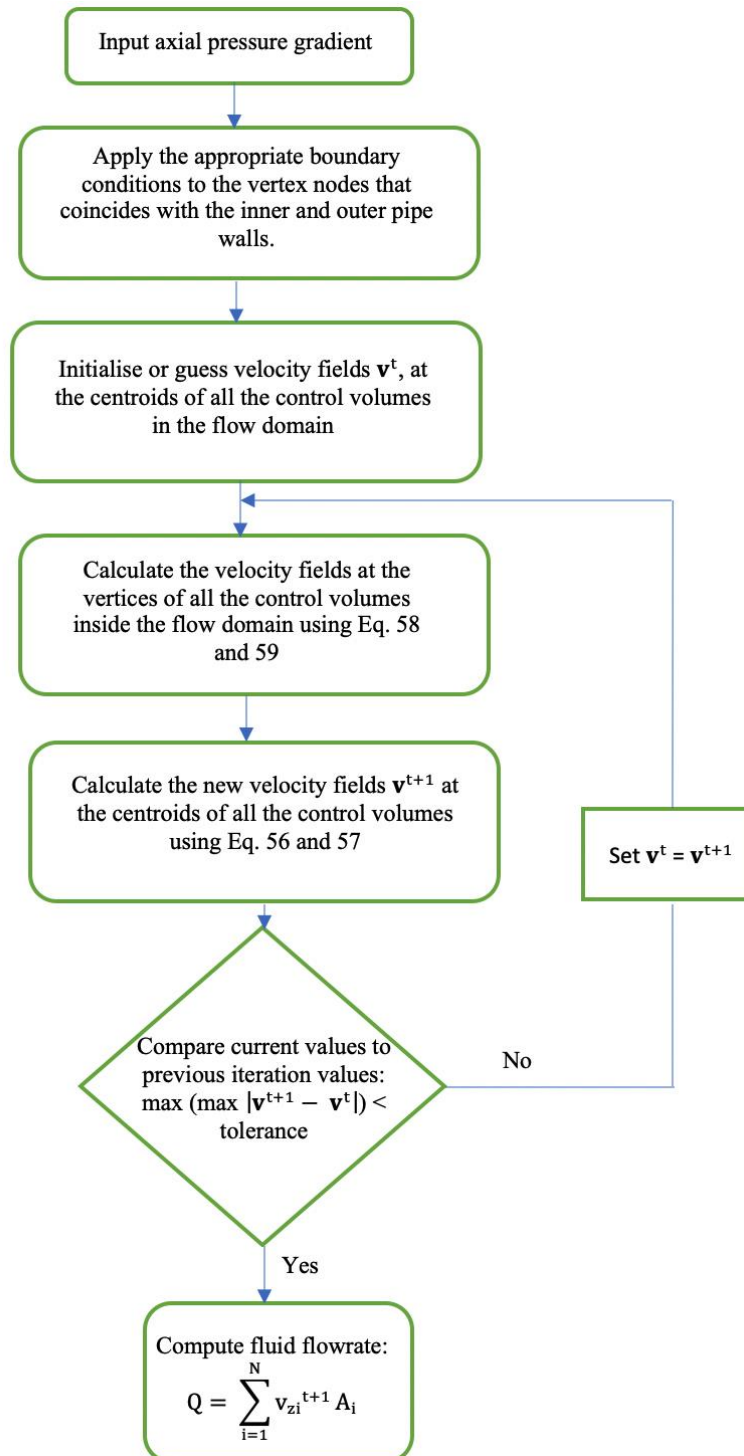 Input axial pressure gradient
Apply the appropriate boundary
conditions to the vertex nodes that
coincides with the inner and outer pipe
walls.
Initialise or guess velocity fields vᵗ, at
the centroids of all the control volumes
in the flow domain
Calculate the velocity fields at the
vertices of all the control volumes
inside the flow domain using Eq. 58
and 59
Calculate the new velocity fields vᵗ⁺¹ at
the centroids of all the control volumes
using Eq. 56 and 57
Set vᵗ = vᵗ⁺¹
Compare current values to
previous iteration values:
max (max |vᵗ⁺¹ − vᵗ|) <
tolerance
No
Yes
Compute fluid flowrate:
N
Q = ∑ v_zi ᵗ⁺¹ A_i
i=1